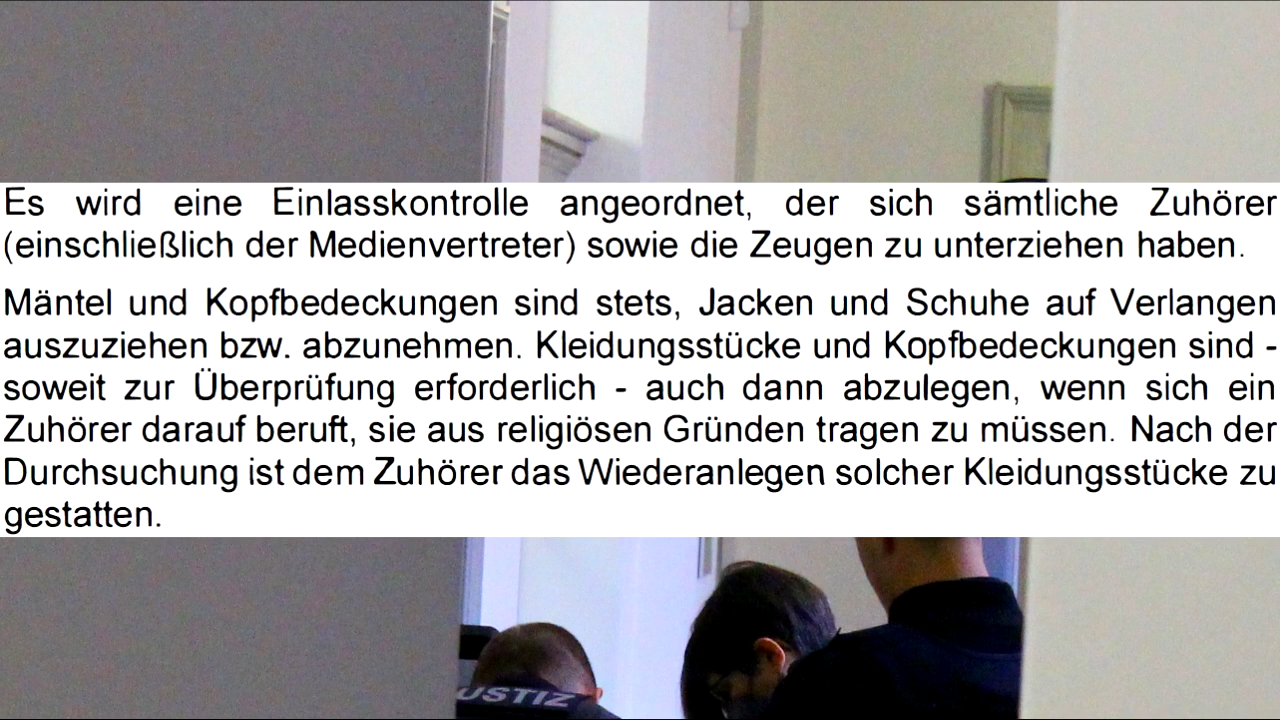 Es wird eine Einlasskontrolle angeordnet, der sich sämtliche Zuhörer
(einschließlich der Medienvertreter) sowie die Zeugen zu unterziehen haben.
Mäntel und Kopfbedeckungen sind stets, Jacken und Schuhe auf Verlangen
auszuziehen bzw. abzunehmen. Kleidungsstücke und Kopfbedeckungen sind -
soweit zur Überprüfung erforderlich - auch dann abzulegen, wenn sich ein
Zuhörer darauf beruft, sie aus religiösen Gründen tragen zu müssen. Nach der
Durchsuchung ist dem Zuhörer das Wiederanlegen solcher Kleidungsstücke zu
gestatten.
USTIZ